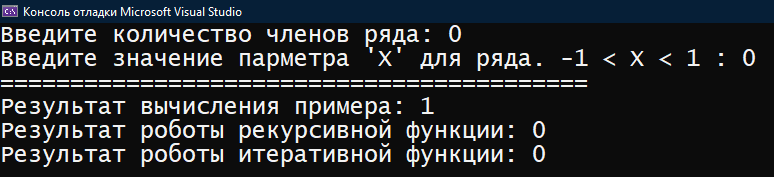 Консоль отладки Microsoft Visual Studio
Введите количество членов ряда: 0
Введите значение парметра 'X' для ряда. -1 < X < 1 : 0
==========================================
Результат вычисления примера: 1
Результат роботы рекурсивной функции: 0
Результат роботы итеративной функции: 0